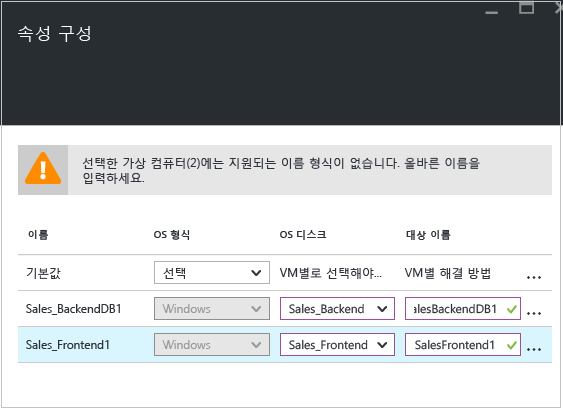 속성 구성
선택한 가상 컴퓨터(2)에는 지원되는 이름 형식이 없습니다. 올바른 이름을
입력하세요.
이름 OS 형식 OS 디스크 대상 이름
기본값 선택 VM별로 선택해야... VM별 해결 방법 ...
Sales_BackendDB1 Windows Sales_Backend alesBackendDB1 ...
Sales_Frontend1 Windows Sales_Frontend SalesFrontend1 ...